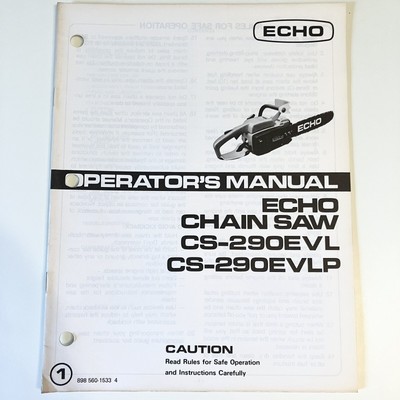 ECHO
ECHO
OPERATOR'S MANUAL
ECHO
CHAIN SAW
CS-290EVL
CS-290EVLP
CAUTION
Read Rules for Safe Operation
and Instructions Carefully
1
898 560-1533 4